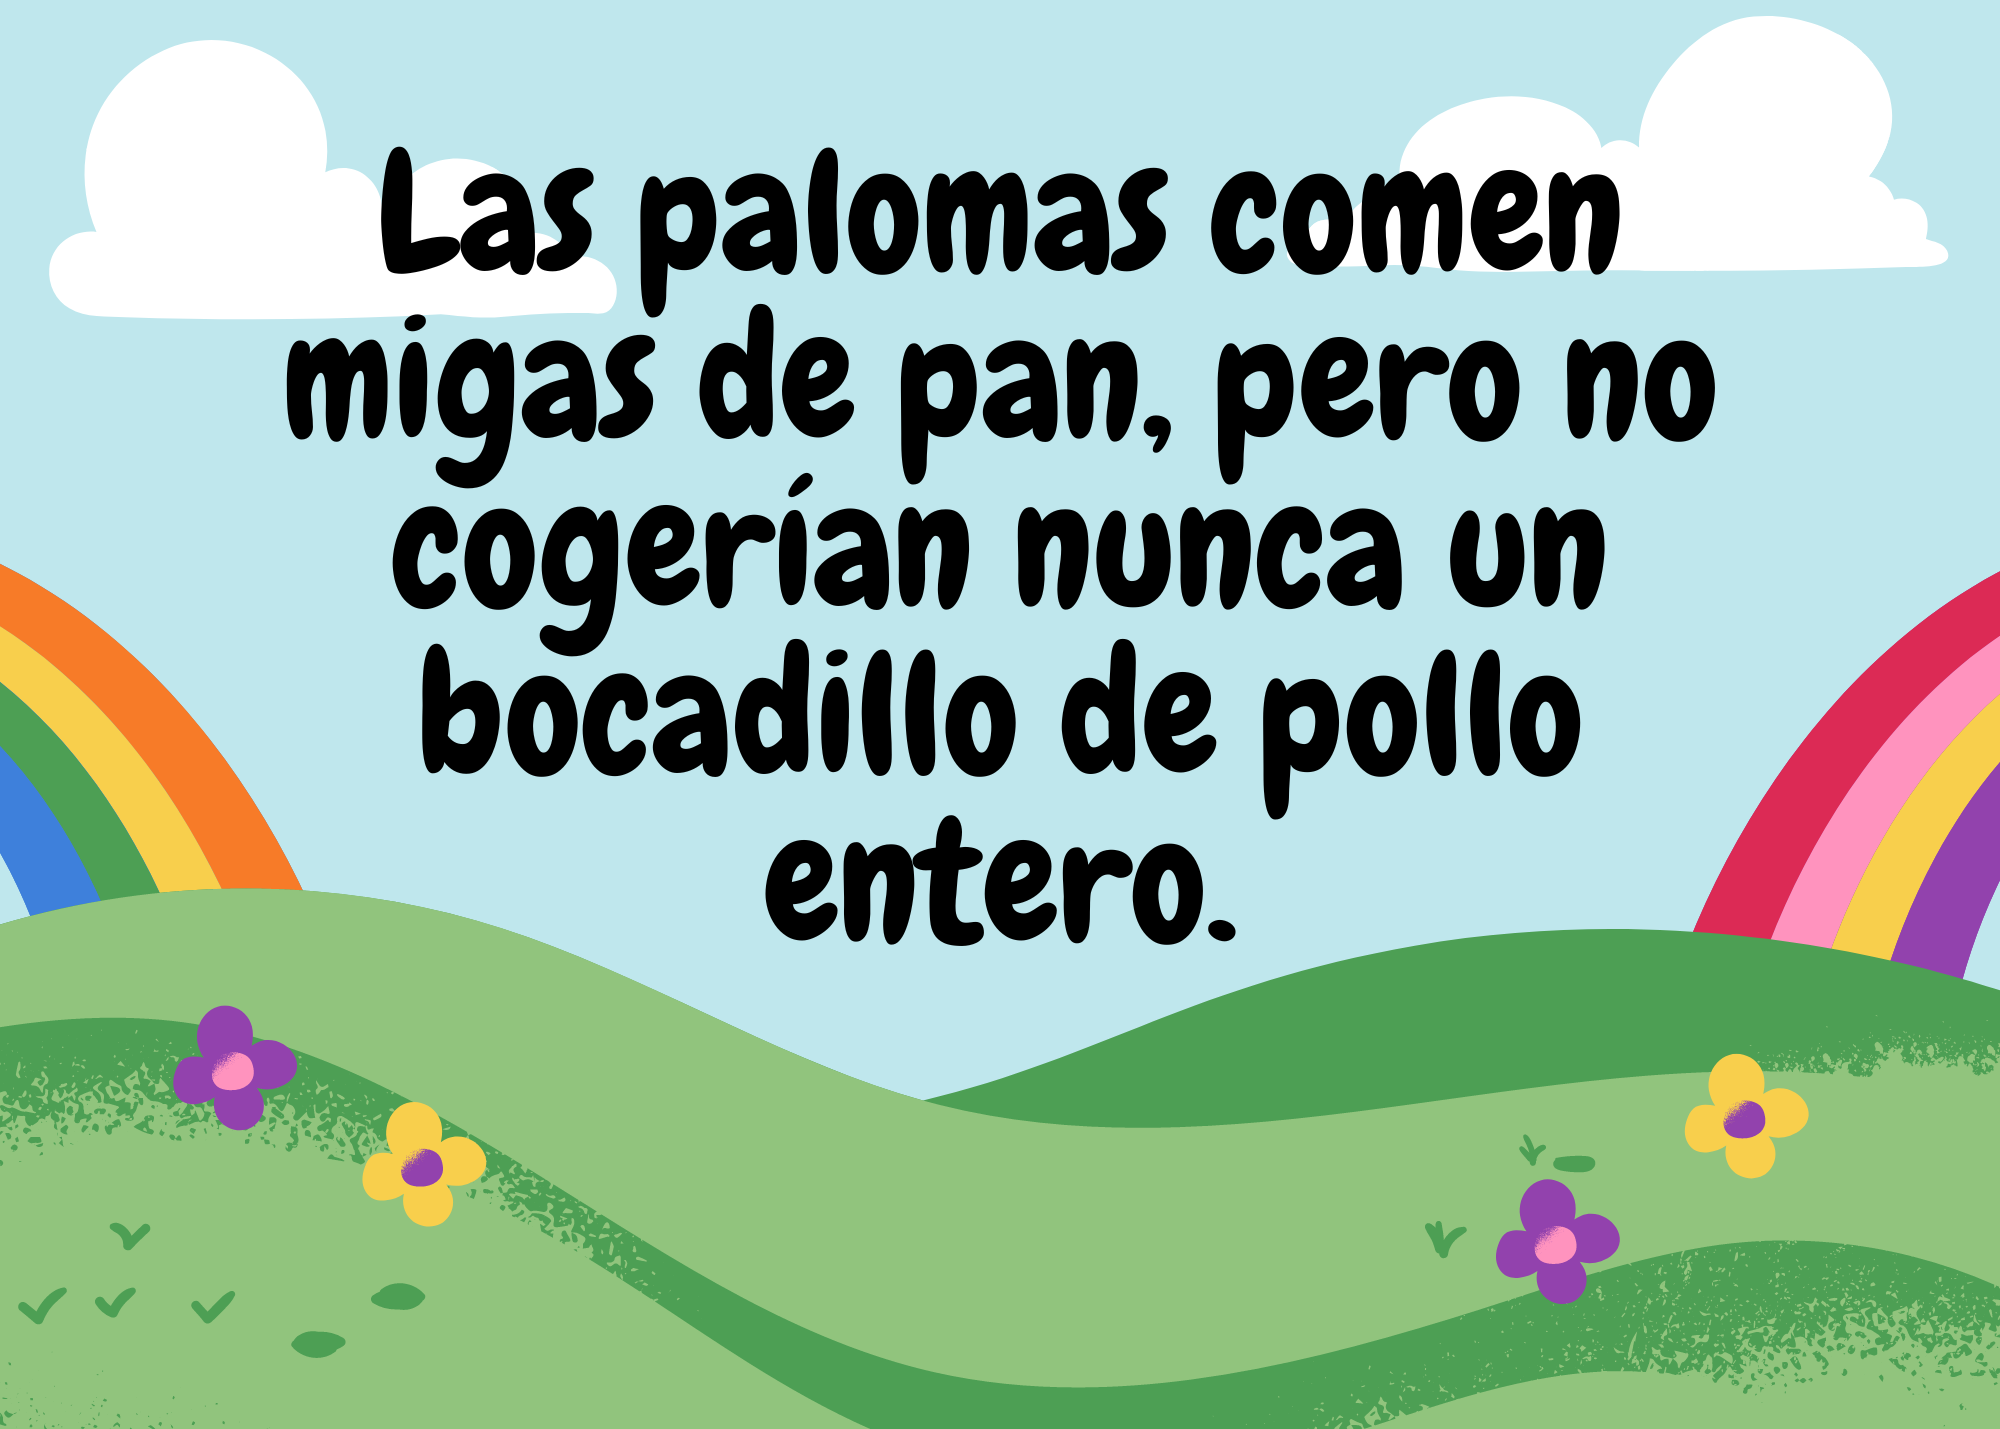 Las palomas comen
migas de pan, pero no
cogerían nunca un
bocadillo de pollo
entero.